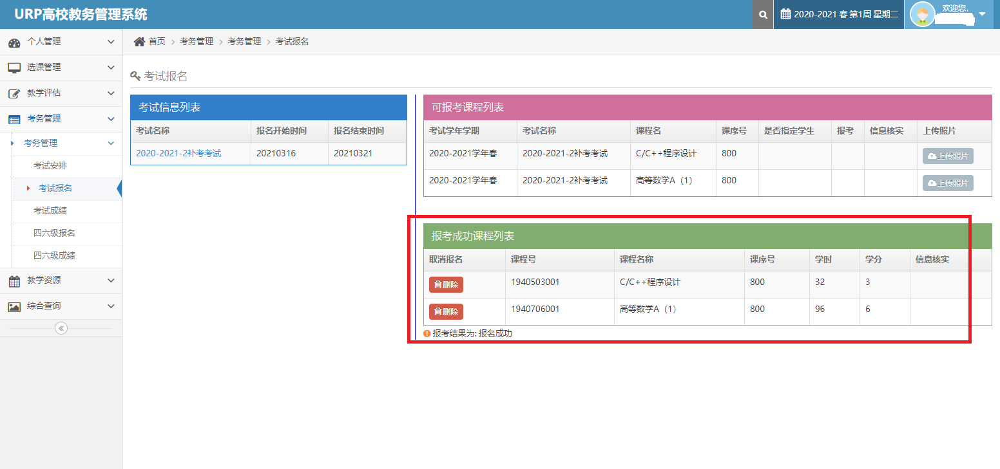 URP高校教务管理系统
2020-2021 春 第1周 星期二
欢迎您,
个人管理
选课管理
教学评估
考务管理
考务管理
考试安排
考试报名
考试成绩
四六级报名
四六级成绩
教学资源
综合查询
首页 > 考务管理 > 考务管理 > 考试报名
考试报名
考试信息列表
考试名称 报名开始时间 报名结束时间
2020-2021-2补考考试 20210316 20210321
可报考课程列表
考试学年学期 考试名称 课程名 课序号 是否指定学生 报考 信息核实 上传照片
2020-2021学年春 2020-2021-2补考考试 C/C++程序设计 800 上传照片
2020-2021学年春 2020-2021-2补考考试 高等数学A（1） 800 上传照片
报考成功课程列表
取消报名 课程号 课程名称 课序号 学时 学分 信息核实
删除 1940503001 C/C++程序设计 800 32 3
删除 1940706001 高等数学A（1） 800 96 6
报考结果为: 报名成功